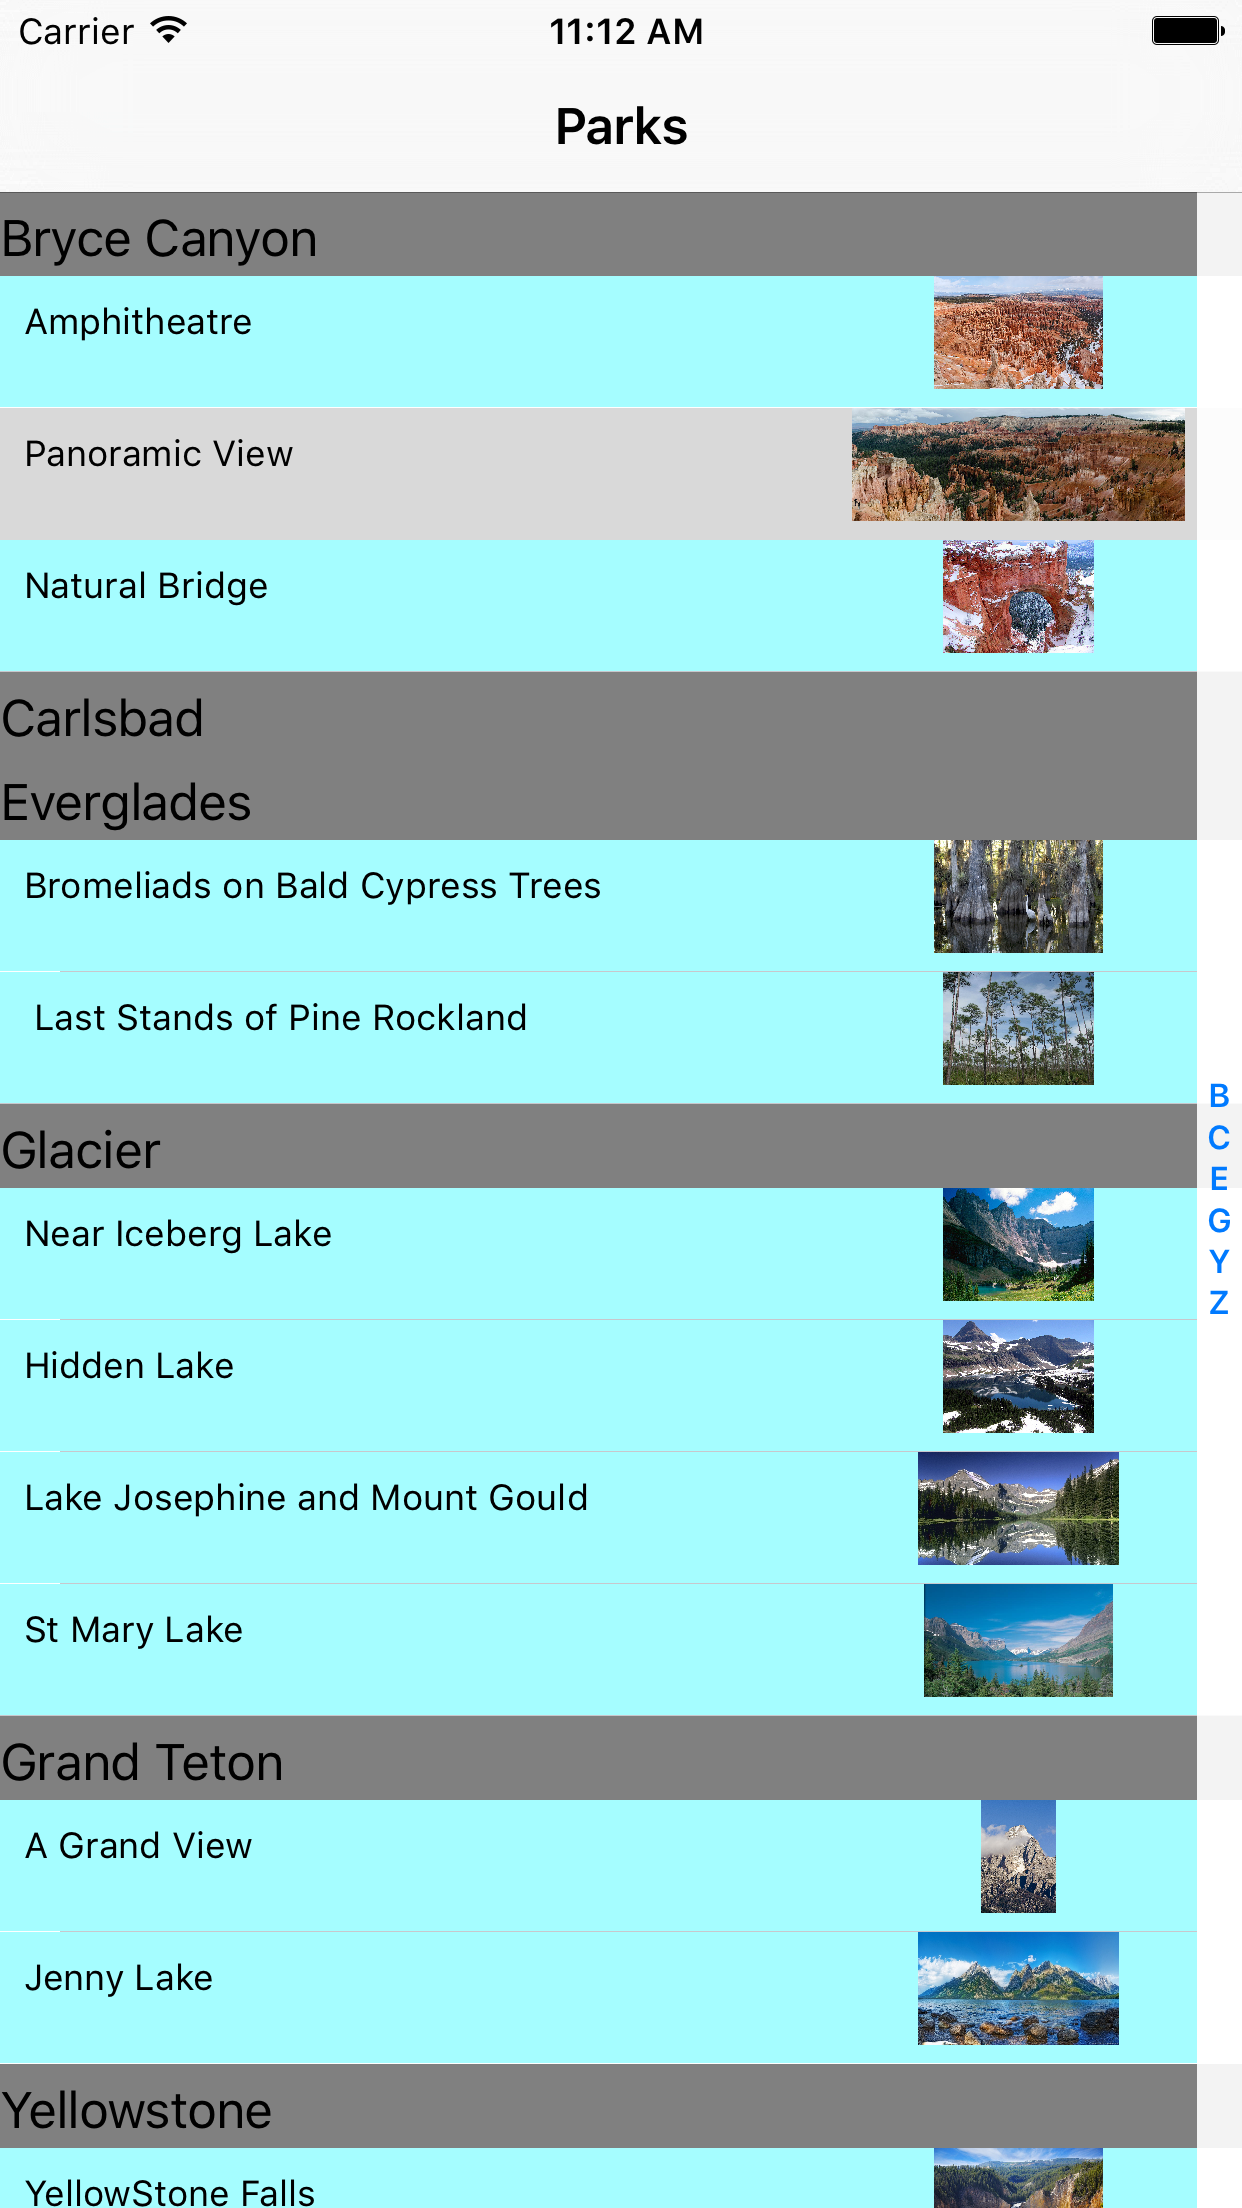 Carrier 11:12 AM
Parks
Bryce Canyon
Amphitheatre
Panoramic View
Natural Bridge
Carlsbad
Everglades
Bromeliads on Bald Cypress Trees
Last Stands of Pine Rockland
Glacier
Near Iceberg Lake
Hidden Lake
Lake Josephine and Mount Gould
St Mary Lake
Grand Teton
A Grand View
Jenny Lake
Yellowstone
YellowStone Falls
B
C
E
G
Y
Z